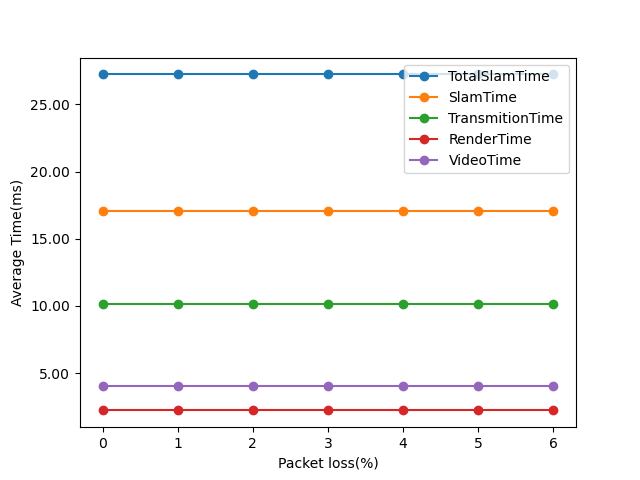 TotalSlamTime
SlamTime
TransmitionTime
RenderTime
VideoTime
25.00
20.00
15.00
10.00
5.00
Average Time(ms)
0 1 2 3 4 5 6
Packet loss(%)